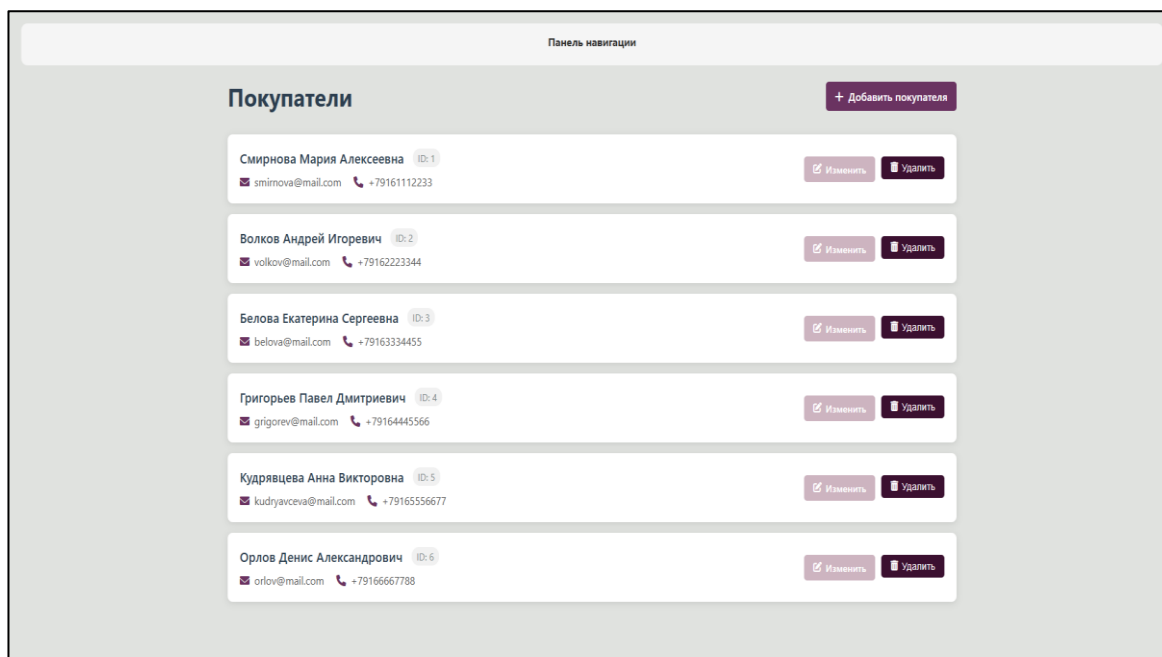 Панель навигации
Покупатели
+ Добавить покупателя
Смирнова Мария Алексеевна ID: 1
smirnova@mail.com +79161112233
Изменить Удалить
Волков Андрей Игоревич ID: 2
volkov@mail.com +79162223344
Изменить Удалить
Белова Екатерина Сергеевна ID: 3
belova@mail.com +79163334455
Изменить Удалить
Григорьев Павел Дмитриевич ID: 4
grigorev@mail.com +79164445566
Изменить Удалить
Кудрявцева Анна Викторовна ID: 5
kudryavceva@mail.com +79165556677
Изменить Удалить
Орлов Денис Александрович ID: 6
orlov@mail.com +79166667788
Изменить Удалить